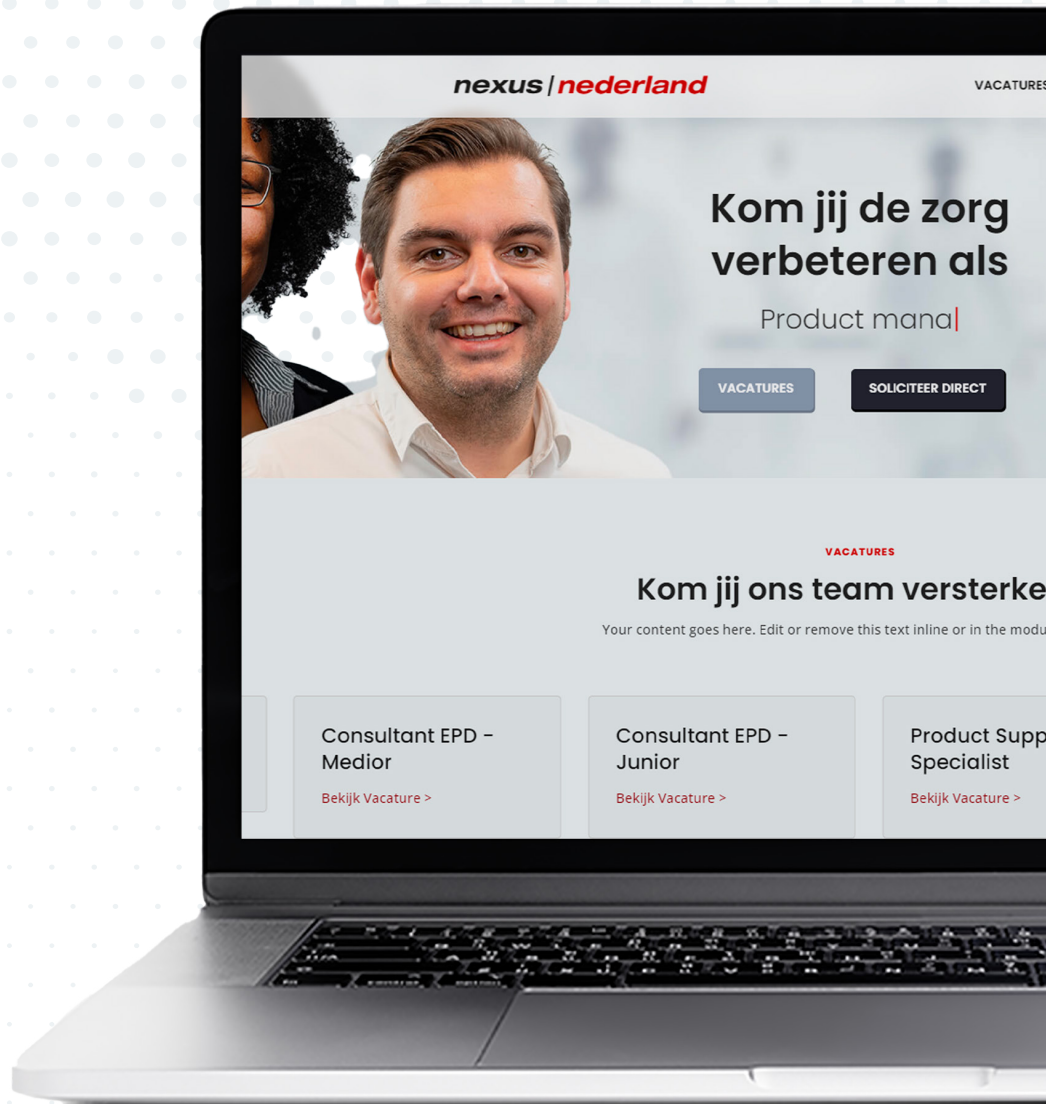 nexus|nederland
VACATURES
Kom jij de zorg
verbeteren als
Product mana
VACATURES
SOLICITEER DIRECT
VACATURES
Kom jij ons team versterke
Your content goes here. Edit or remove this text inline or in the modu
Consultant EPD -
Medior
Bekijk Vacature >
Consultant EPD -
Junior
Bekijk Vacature >
Product Supp
Specialist
Bekijk Vacature >